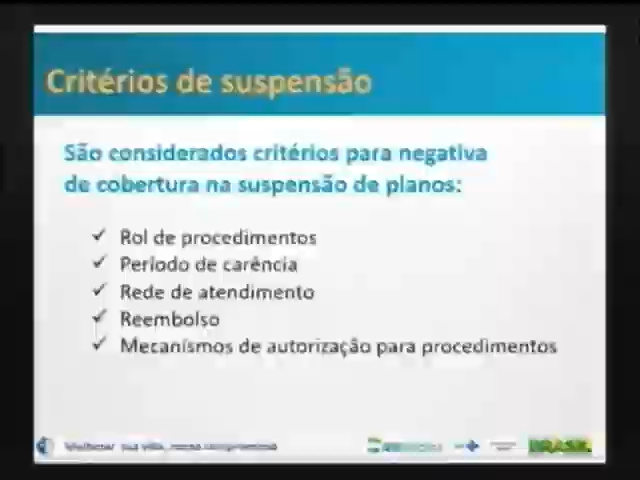 Critérios de suspensão
São considerados critérios para negativa
de cobertura na suspensão de planos:
✓ Rol de procedimentos
✓ Período de carência
✓ Rede de atendimento
✓ Reembolso
✓ Mecanismos de autorização para procedimentos
BRASIL